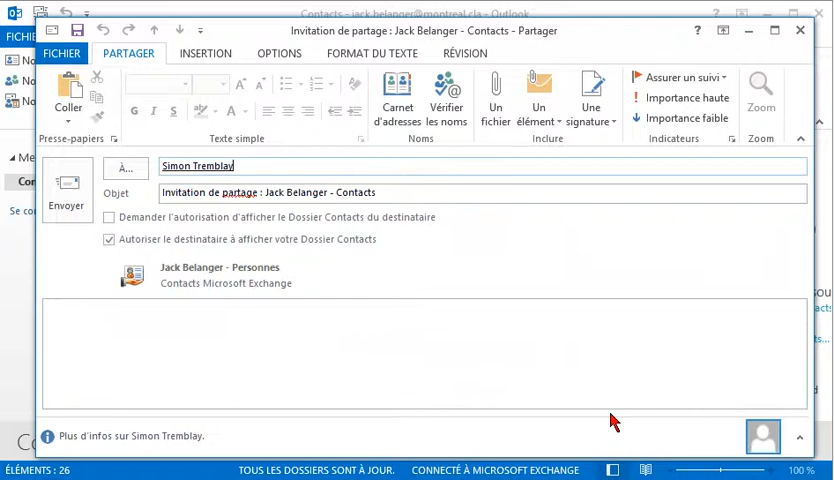 Contacts - jack.belanger@montreal.cla - Outlook
Invitation de partage : Jack Belanger - Contacts - Partager
FICHIER PARTAGER INSERTION OPTIONS FORMAT DU TEXTE RÉVISION
Coller
Presse-papiers
G I S
Texte simple
Carnet d'adresses
Vérifier les noms
Noms
Un fichier
Un élément
Une signature
Inclure
Assurer un suivi
Importance haute
Importance faible
Indicateurs
Zoom
Zoom
Envoyer
À... Simon Tremblay
Objet Invitation de partage : Jack Belanger - Contacts
Demander l'autorisation d'afficher le Dossier Contacts du destinataire
Autoriser le destinataire à afficher votre Dossier Contacts
Jack Belanger - Personnes
Contacts Microsoft Exchange
Plus d'infos sur Simon Tremblay.
ÉLÉMENTS : 26 TOUS LES DOSSIERS SONT À JOUR. CONNECTÉ À MICROSOFT EXCHANGE 100 %